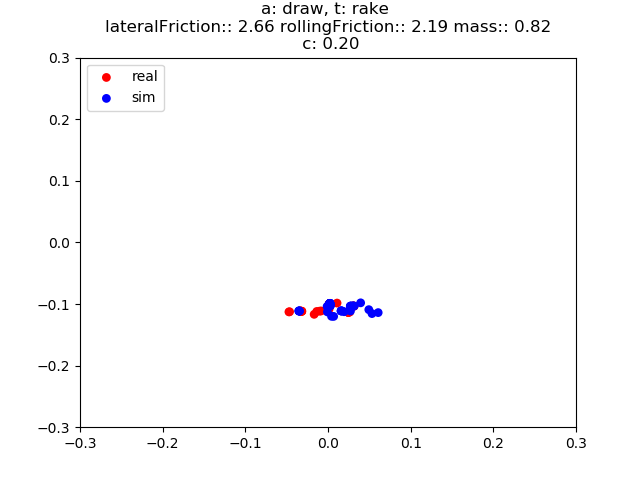 a: draw, t: rake
lateralFriction:: 2.66 rollingFriction:: 2.19 mass:: 0.82
c: 0.20
real
sim
0.3
0.2
0.1
0.0
−0.1
−0.2
−0.3
−0.3
−0.2
−0.1
0.0
0.1
0.2
0.3